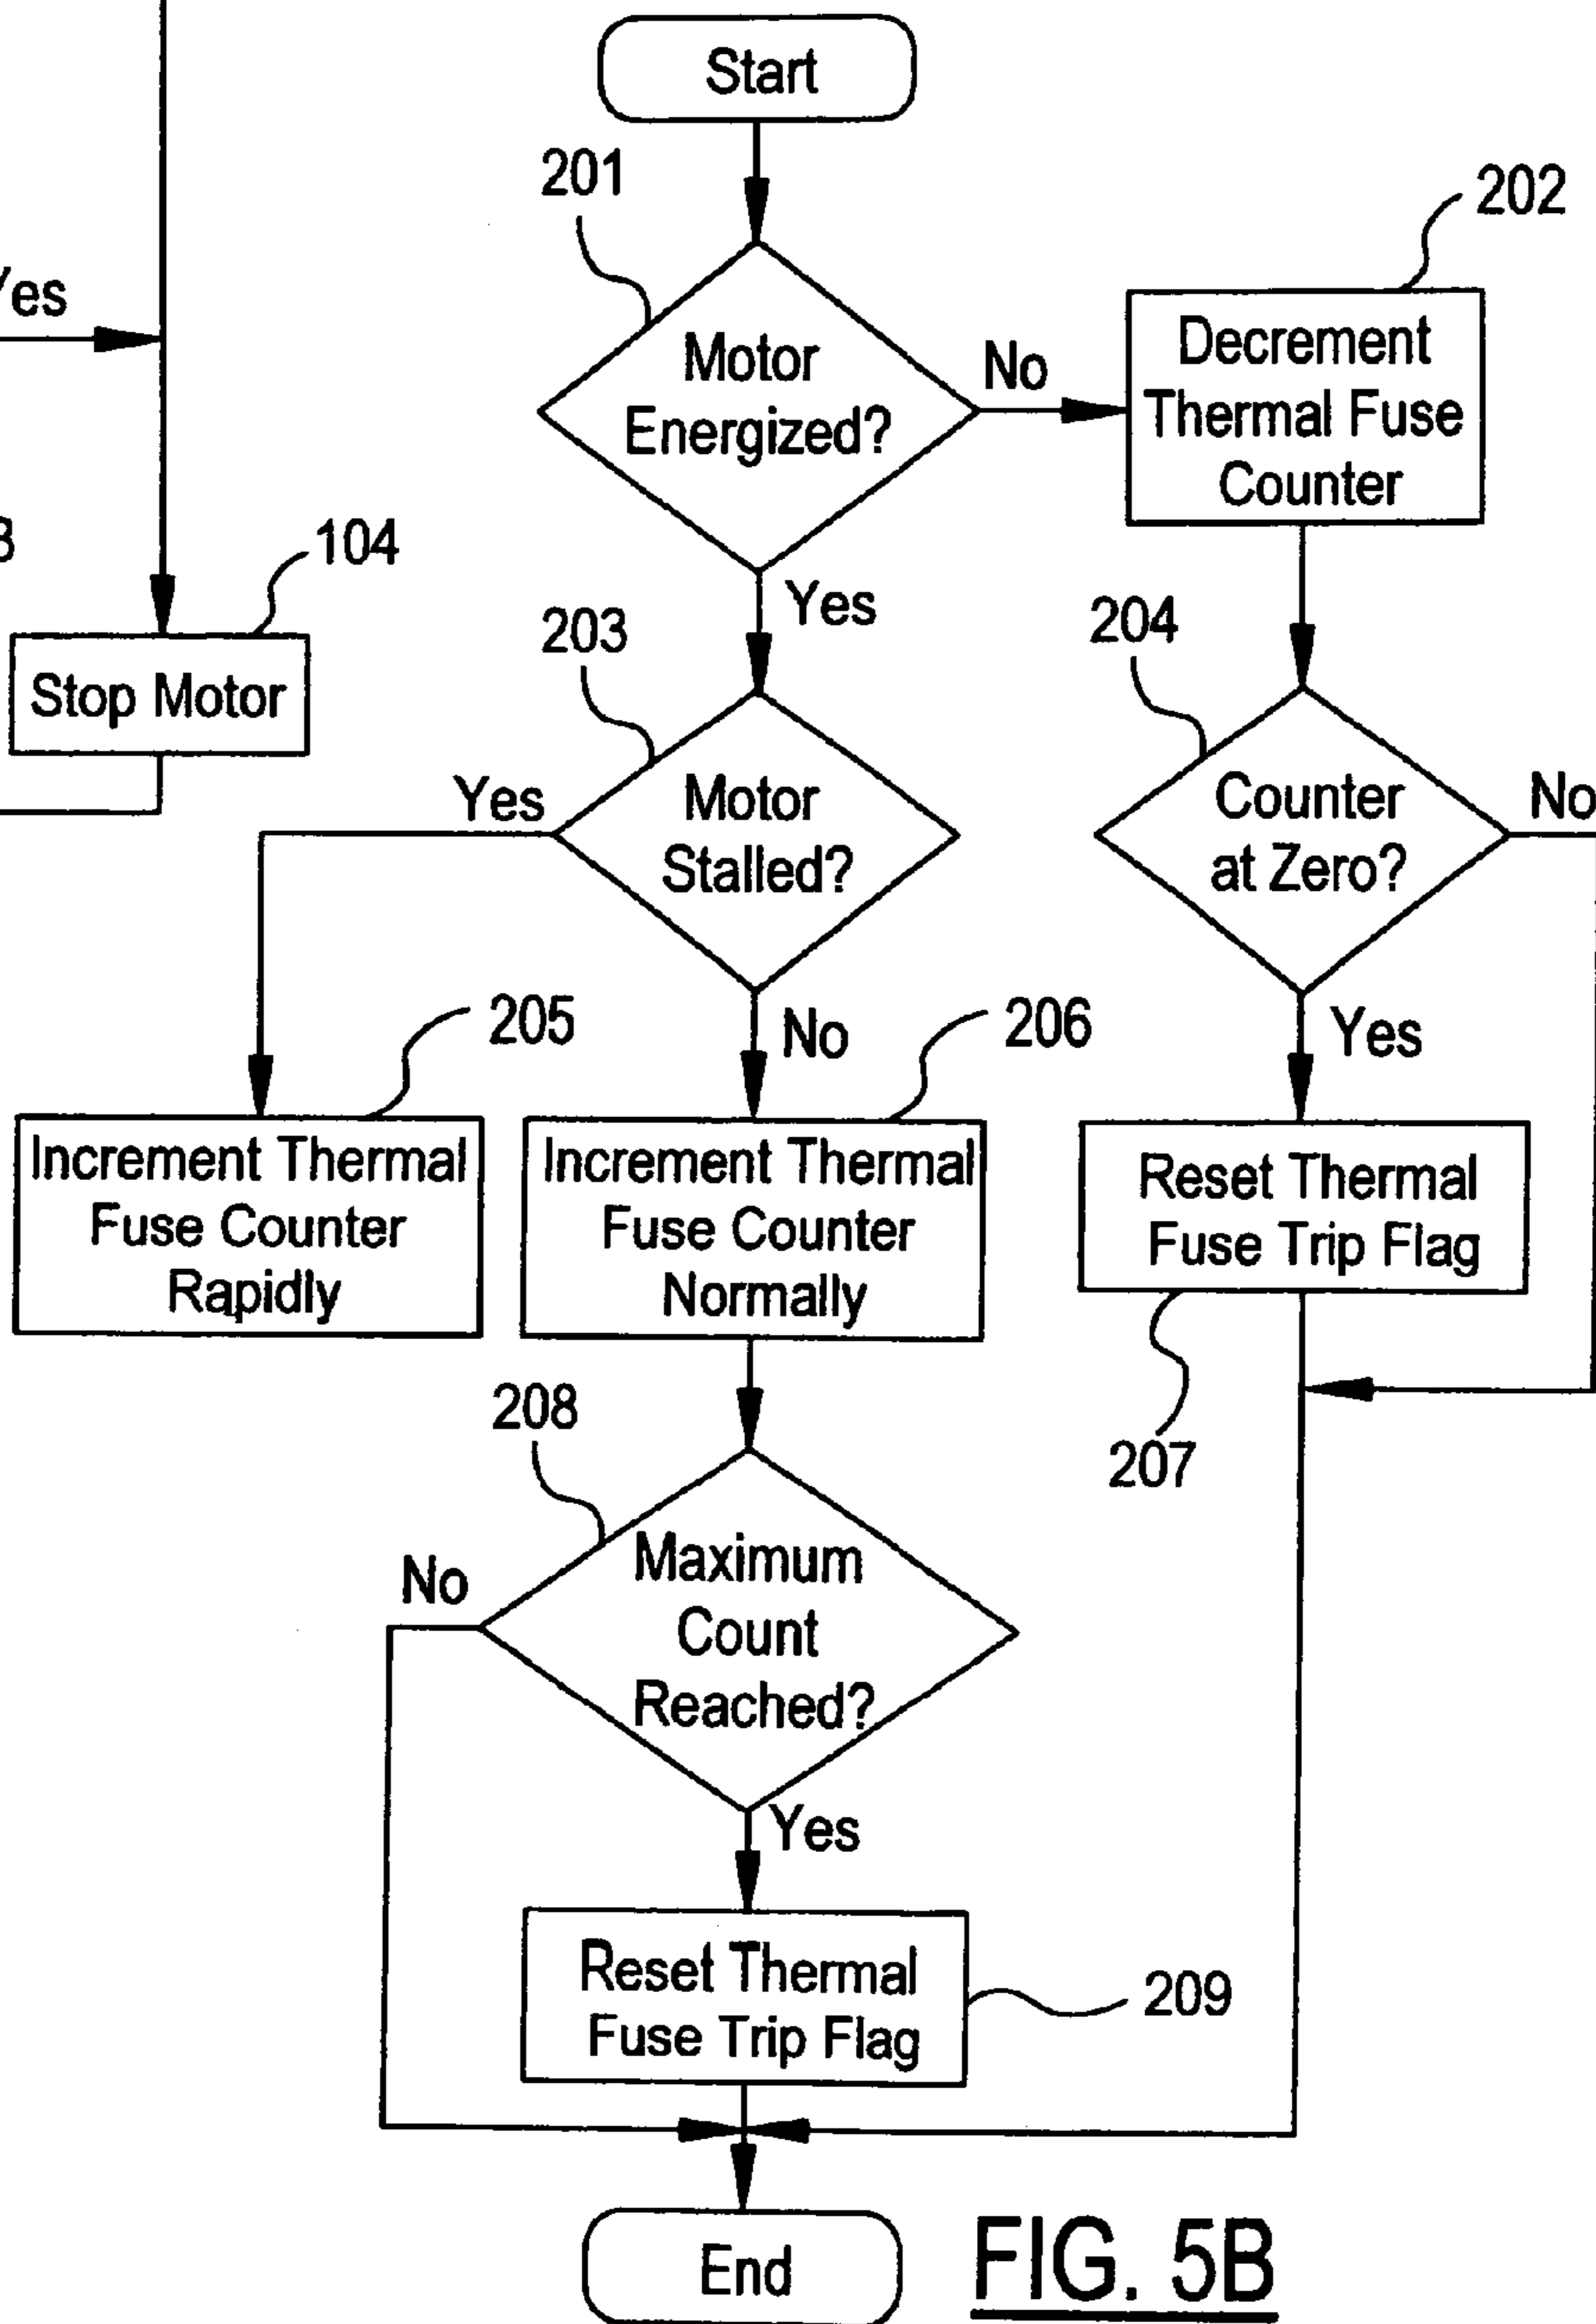 Start
201
202
Yes
Motor
Energized?
No
Decrement
Thermal Fuse
Counter
104
Yes
203
204
Stop Motor
Yes
Motor
Stalled?
Counter
at Zero?
No
205
No
206
Yes
Increment Thermal
Fuse Counter
Rapidly
Increment Thermal
Fuse Counter
Normally
Reset Thermal
Fuse Trip Flag
208
207
No
Maximum
Count
Reached?
Yes
Reset Thermal
Fuse Trip Flag
209
End
FIG. 5B